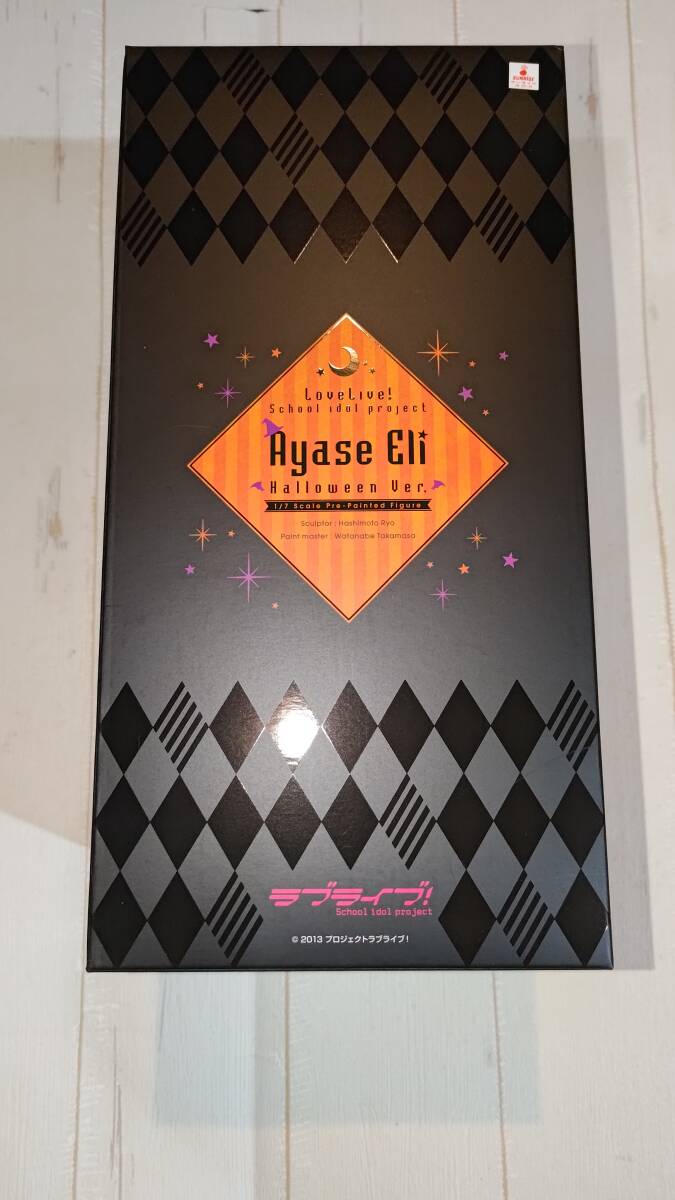 SUNRISE
LoveLive!
School idol project
Ayase Eli
Halloween Ver.
1/7 Scale Pre-Painted Figure
Sculptor : Hashimoto Ryo
Paint master : Watanabe Takamasa
ラブライブ!
School idol project
© 2013 プロジェクトラブライブ!